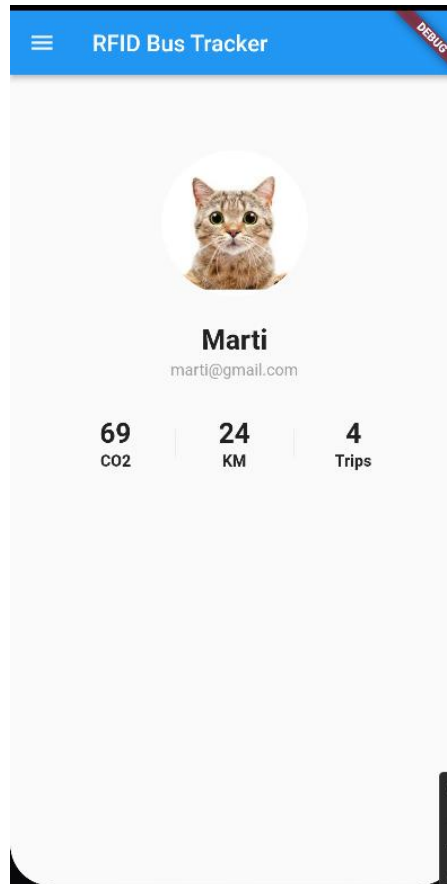 RFID Bus Tracker
DEBUG
Marti
marti@gmail.com
69 24 4
CO2 KM Trips